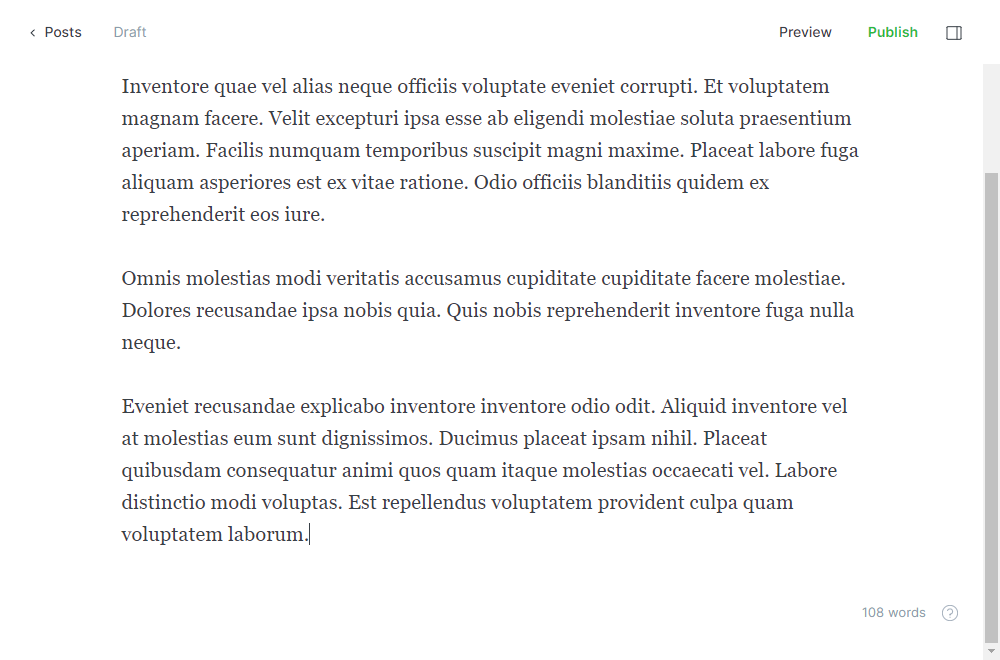 Posts Draft Preview Publish
Inventore quae vel alias neque officiis voluptate eveniet corrupti. Et voluptatem
magnam facere. Velit excepturi ipsa esse ab eligendi molestiae soluta praesentium
aperiam. Facilis numquam temporibus suscipit magni maxime. Placeat labore fuga
aliquam asperiores est ex vitae ratione. Odio officiis blanditiis quidem ex
reprehenderit eos iure.
Omnis molestias modi veritatis accusamus cupiditate cupiditate facere molestiae.
Dolores recusandae ipsa nobis quia. Quis nobis reprehenderit inventore fuga nulla
neque.
Eveniet recusandae explicabo inventore inventore odio odit. Aliquid inventore vel
at molestias eum sunt dignissimos. Ducimus placeat ipsam nihil. Placeat
quibusdam consequatur animi quos quam itaque molestias occaecati vel. Labore
distinctio modi voluptas. Est repellendus voluptatem provident culpa quam
voluptatem laborum.
108 words